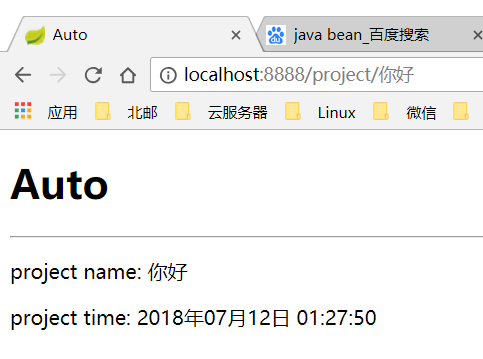 Auto
java bean_百度搜索
localhost:8888/project/你好
应用 北邮 云服务器 Linux 微信
Auto
project name: 你好
project time: 2018年07月12日 01:27:50